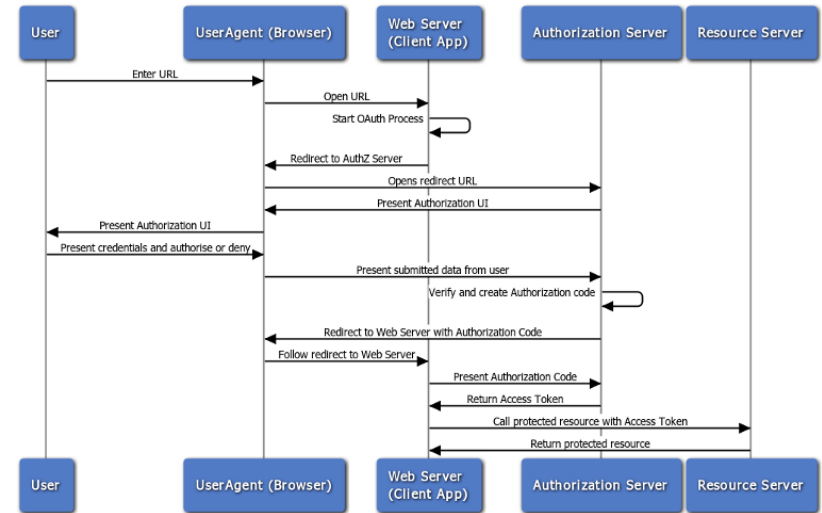 User
UserAgent (Browser)
Web Server
(Client App)
Authorization Server
Resource Server
Enter URL
Open URL
Start OAuth Process
Redirect to AuthZ Server
Opens redirect URL
Present Authorization UI
Present Authorization UI
Present credentials and authorise or deny
Present submitted data from user
Verify and create Authorization code
Redirect to Web Server with Authorization Code
Follow redirect to Web Server
Present Authorization Code
Return Access Token
Call protected resource with Access Token
Return protected resource
User
UserAgent (Browser)
Web Server
(Client App)
Authorization Server
Resource Server